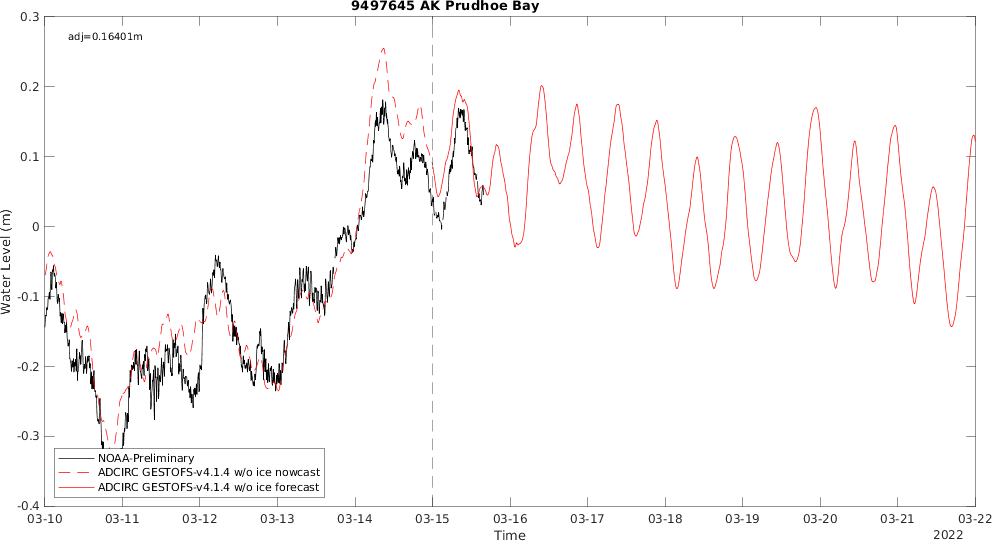 9497645 AK Prudhoe Bay
adj=0.16401m
0.3
0.2
0.1
0
-0.1
-0.2
-0.3
-0.4
Water Level (m)
NOAA-Preliminary
ADCIRC GESTOFS-v4.1.4 w/o ice nowcast
ADCIRC GESTOFS-v4.1.4 w/o ice forecast
03-10 03-11 03-12 03-13 03-14 03-15 03-16 03-17 03-18 03-19 03-20 03-21 03-22
Time
2022